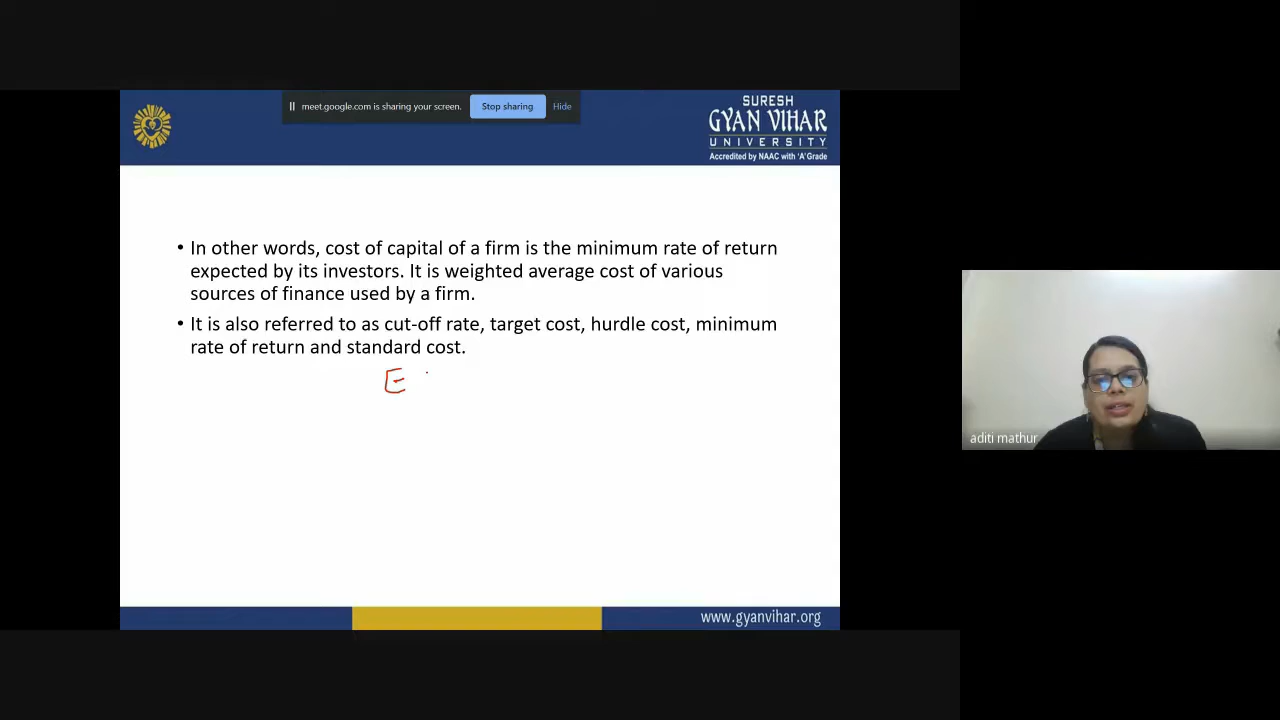 meet.google.com is sharing your screen. Stop sharing Hide
SURESH
GYAN VIHAR
UNIVERSITY
Accredited by NAAC with 'A' Grade
• In other words, cost of capital of a firm is the minimum rate of return
expected by its investors. It is weighted average cost of various
sources of finance used by a firm.
• It is also referred to as cut-off rate, target cost, hurdle cost, minimum
rate of return and standard cost.
E
aditi mathur
www.gyanvihar.org